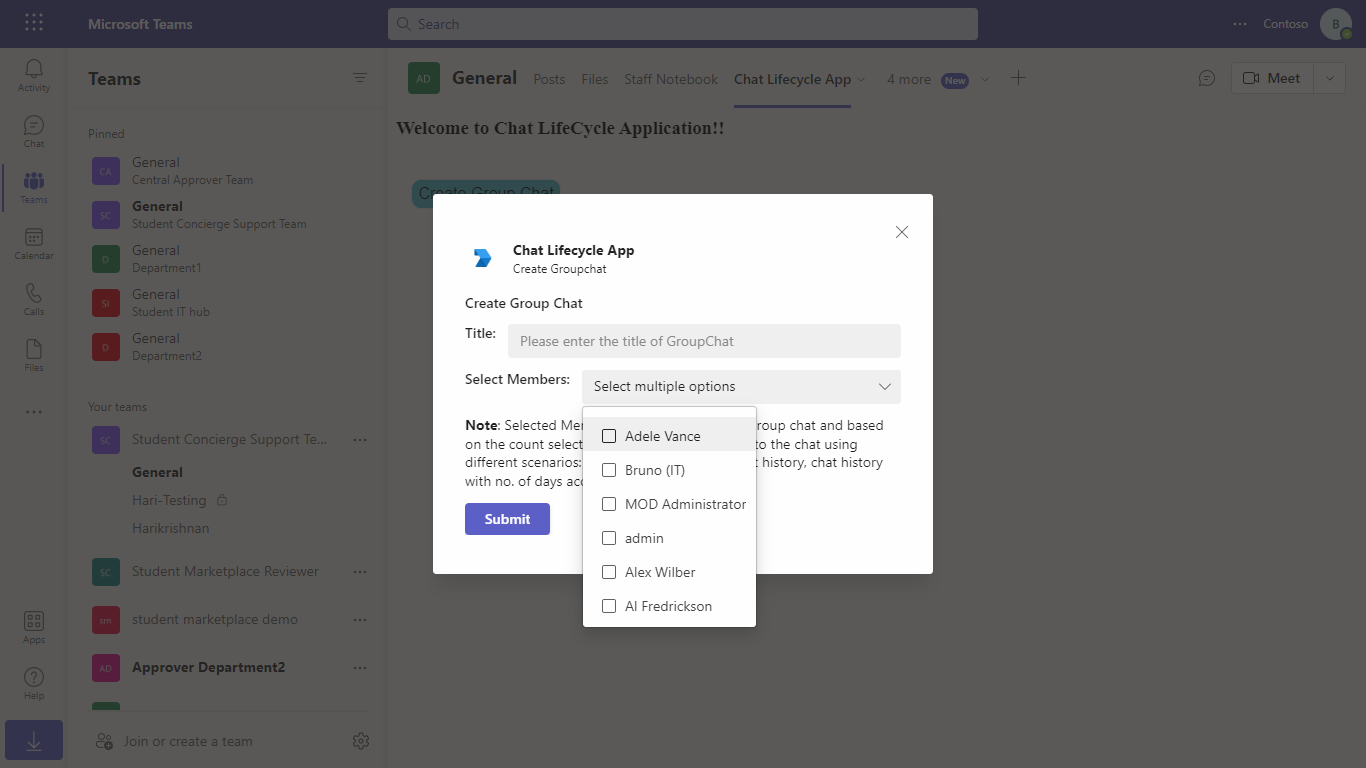 Microsoft Teams
Search
Contoso
B
Activity
Chat
Teams
Calendar
Calls
Files
Apps
Help
Teams
Pinned
CA
General
Central Approver Team
SC
General
Student Concierge Support Team
D
General
Department1
SI
General
Student IT hub
D
General
Department2
Your teams
SC
Student Concierge Support Te...
General
Hari-Testing
Harikrishnan
SC
Student Marketplace Reviewer
sm
student marketplace demo
AD
Approver Department2
Join or create a team
AD
General
Posts
Files
Staff Notebook
Chat Lifecycle App
4 more
New
Meet
Welcome to Chat LifeCycle Application!!
Create Group Chat
Chat Lifecycle App
Create Groupchat
Create Group Chat
Title:
Please enter the title of GroupChat
Select Members:
Select multiple options
Note: Selected Mem
roup chat and based
on the count select
to the chat using
different scenarios:
t history, chat history
with no. of days acc
Submit
Adele Vance
Bruno (IT)
MOD Administrator
admin
Alex Wilber
Al Fredrickson